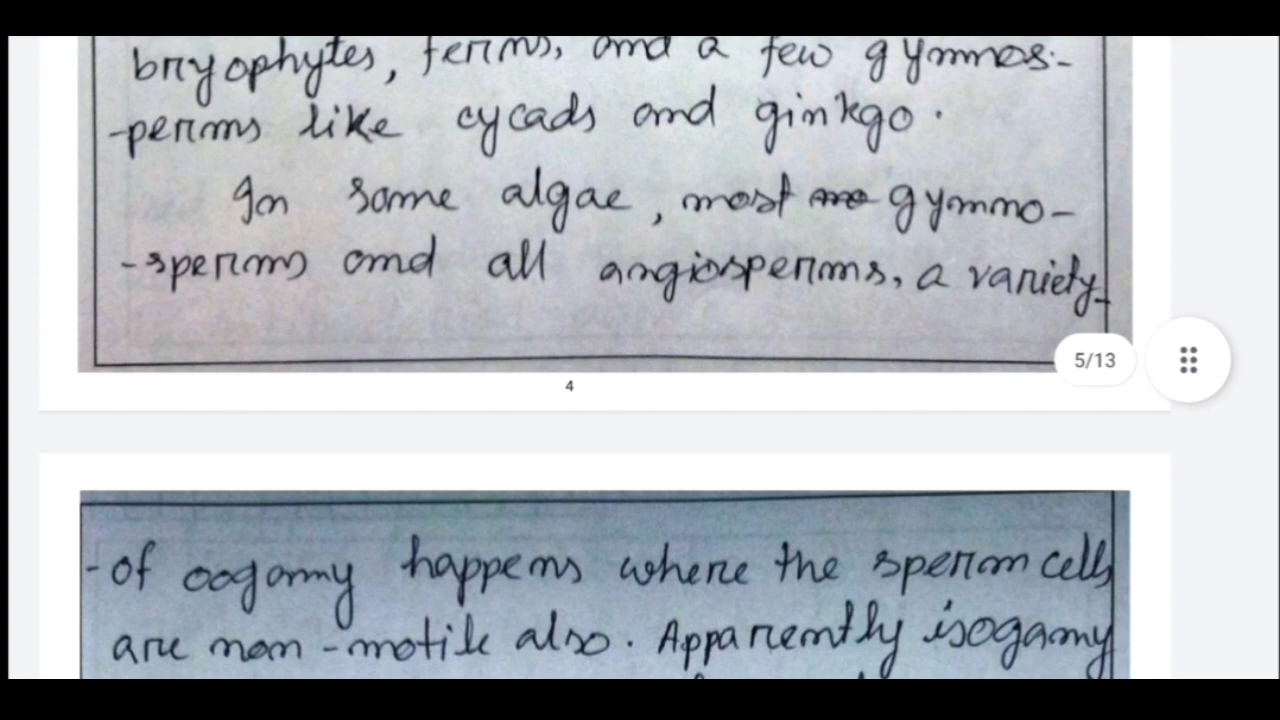 bryophytes, ferns, and a few gymnos-
-perms like cycads and ginkgo.
In some algae, most gymno-
-sperms and all angiosperms, a variety-
5/13
4
-of oogamy happens where the sperm cells
are non-motile also. Apparently isogamy